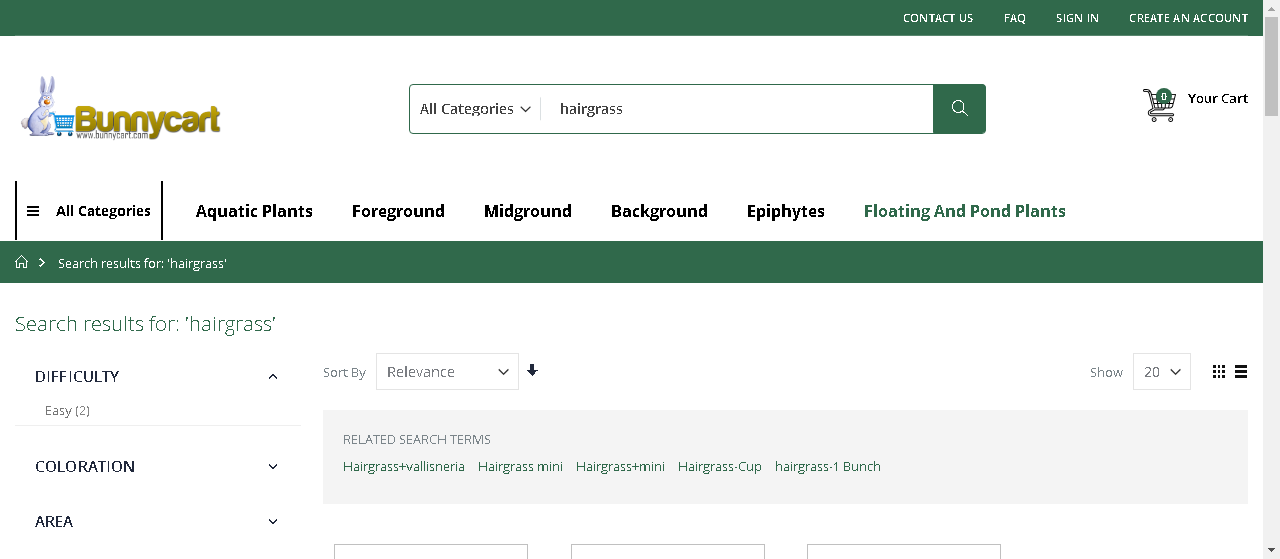 CONTACT US FAQ SIGN IN CREATE AN ACCOUNT
Bunnycart
www.bunnycart.com
All Categories hairgrass
0 Your Cart
All Categories Aquatic Plants Foreground Midground Background Epiphytes Floating And Pond Plants
Search results for: 'hairgrass'
Search results for: 'hairgrass'
DIFFICULTY
Easy (2)
COLORATION
AREA
Sort By Relevance Show 20
RELATED SEARCH TERMS
Hairgrass+vallisneria Hairgrass mini Hairgrass+mini Hairgrass-Cup hairgrass-1 Bunch